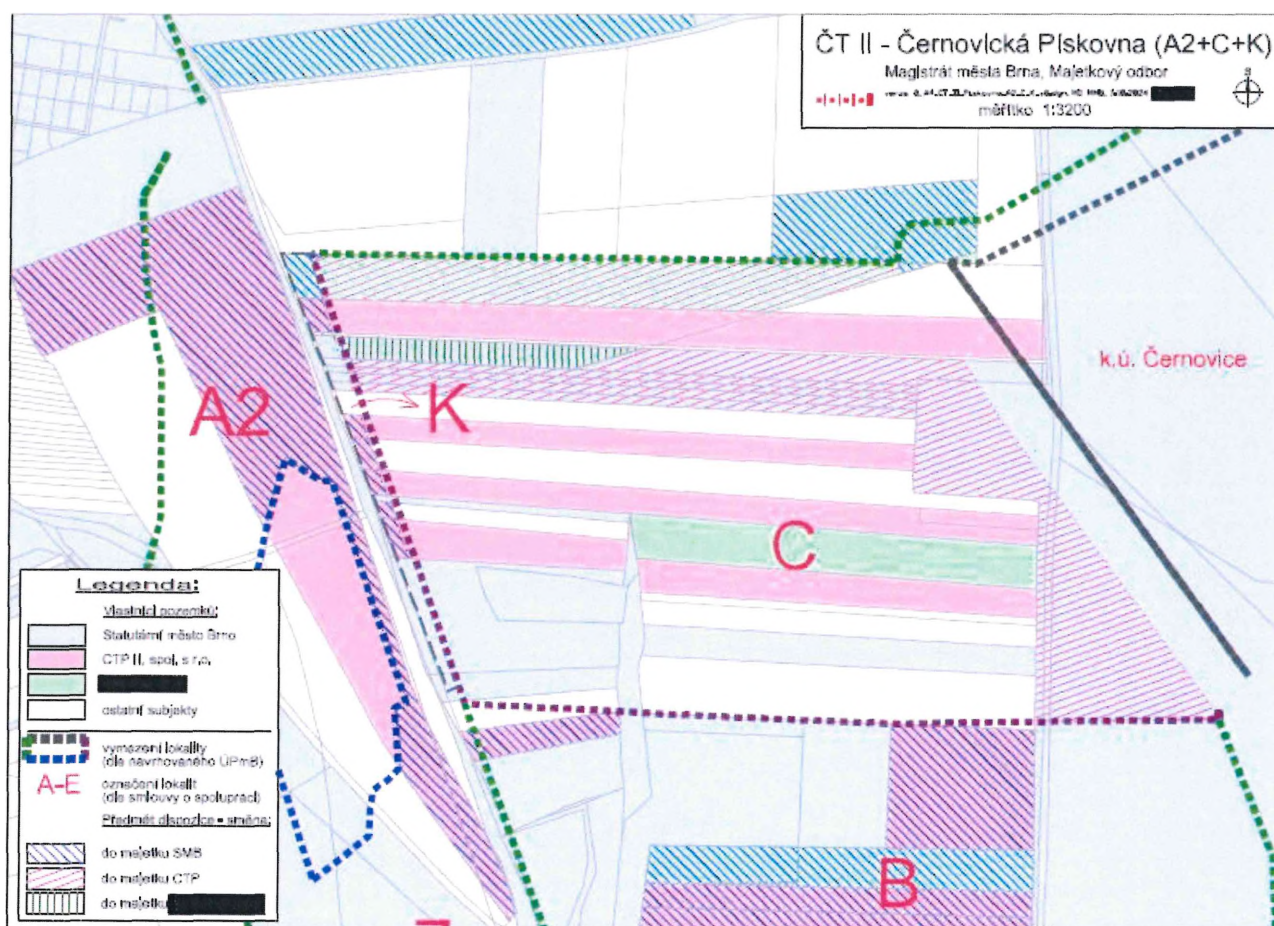 ČT II - Černovická Pískovna (A2+C+K)
Magistrát města Brna, Majetkový odbor
měřítko 1:3200
k.ú. Černovice
A2
K
C
B
Legenda:
Vlastníci pozemků:
Statutární město Brno
CTP II, spol. s r.o.
ostatní subjekty
vymezení lokality
(dle navrhovaného ÚPmB)
A-E
označení lokalit
(dle smlouvy o spolupráci)
Předmět dispozice - směna:
do majetku SMB
do majetku CTP
do majetku